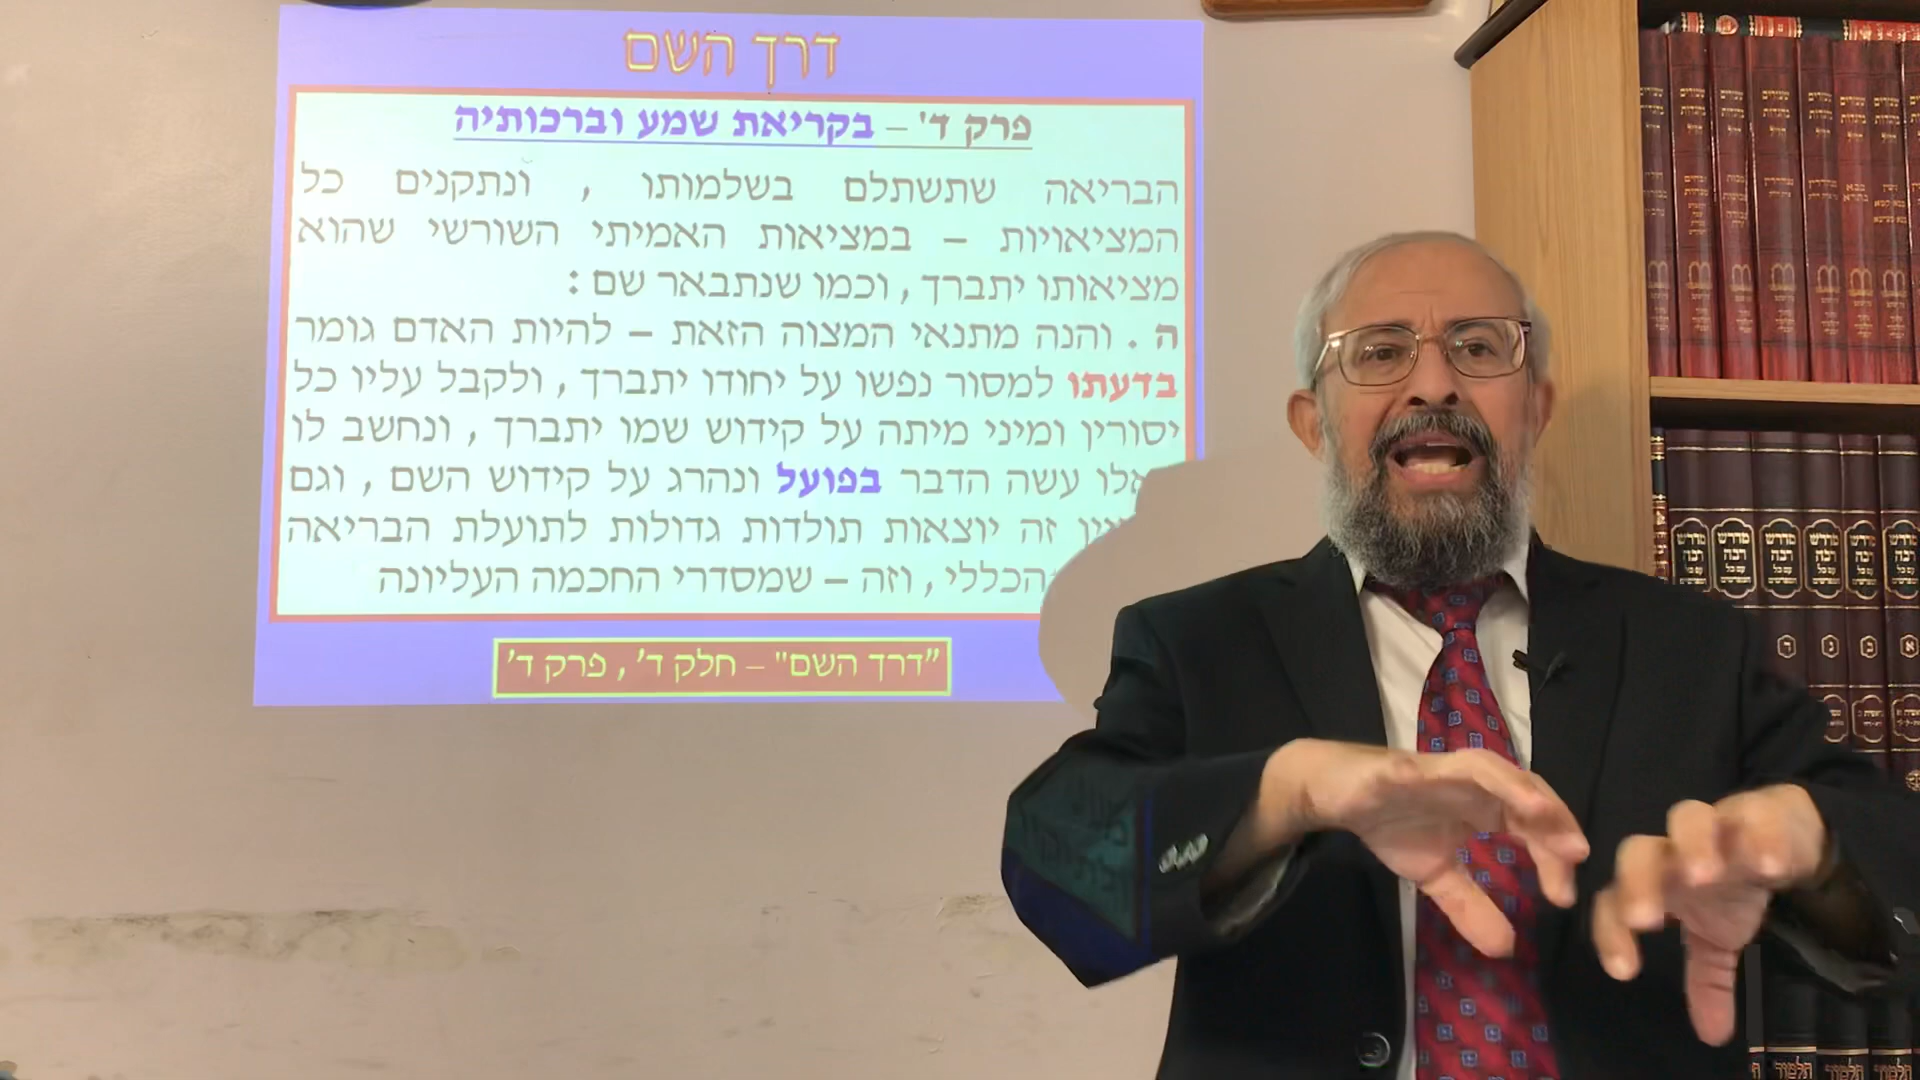 דרך השם
פרק ד' – בקריאת שמע וברכותיה
הבריאה שתשתלם בשלמותו , ונתקנים כל
המציאויות – במציאות האמיתי השורשי שהוא
מציאותו יתברך , וכמו שנתבאר שם :
ה . והנה מתנאי המצוה הזאת – להיות האדם גומר
בדעתו למסור נפשו על יחודו יתברך , ולקבל עליו כל
יסורין ומיני מיתה על קידוש שמו יתברך , ונחשב לו
אלו עשה הדבר בפועל ונהרג על קידוש השם , וגם
זה יוצאות תולדות גדולות לתועלת הבריאה
הכללי , וזה – שמסדרי החכמה העליונה
"דרך השם" – חלק ד' , פרק ד'
מדרש רבה מדרש רבה מדרש רבה מדרש רבה מדרש רבה
ד ג ב א
תלמוד תלמוד תלמוד